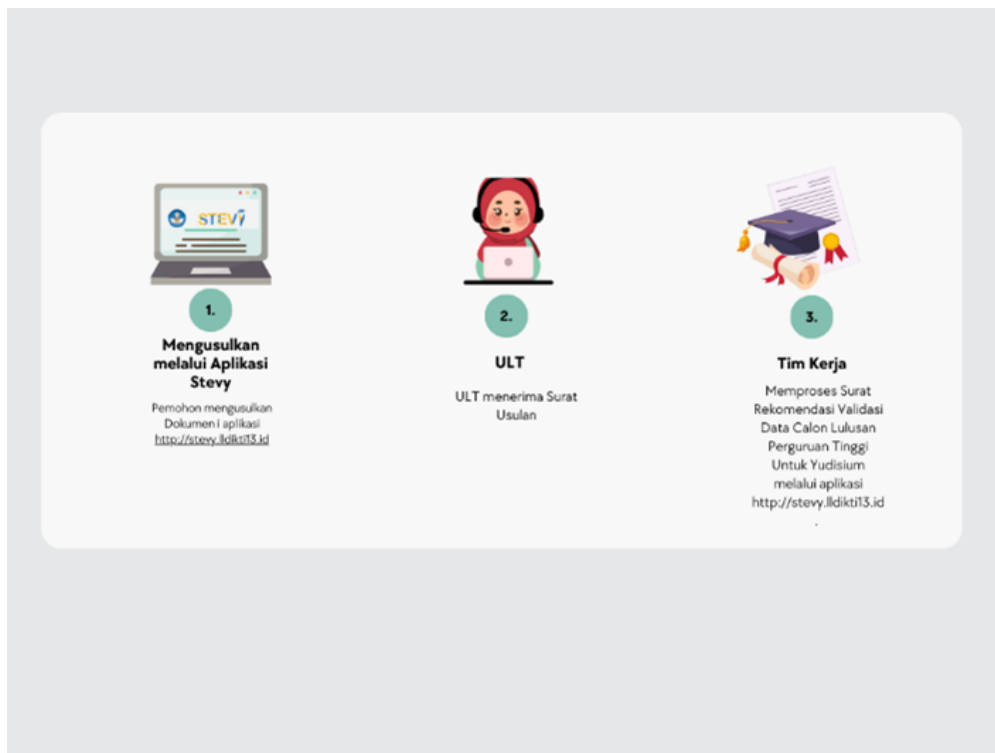 STEVY
1.
Mengusulkan
melalui Aplikasi
Stevy
Pemohon mengusulkan
Dokumen i aplikasi
http://stevy.lldikti13.id
2.
ULT
ULT menerima Surat
Usulan
3.
Tim Kerja
Memproses Surat
Rekomendasi Validasi
Data Calon Lulusan
Perguruan Tinggi
Untuk Yudisium
melalui aplikasi
http://stevy.lldikti13.id
.